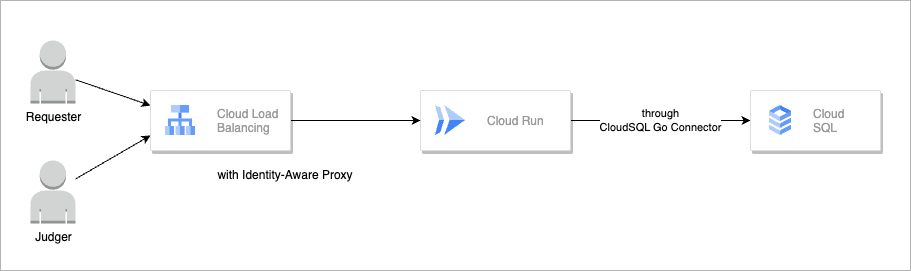 Requester
Judger
Cloud Load
Balancing
with Identity-Aware Proxy
Cloud Run
through
CloudSQL Go Connector
Cloud
SQL